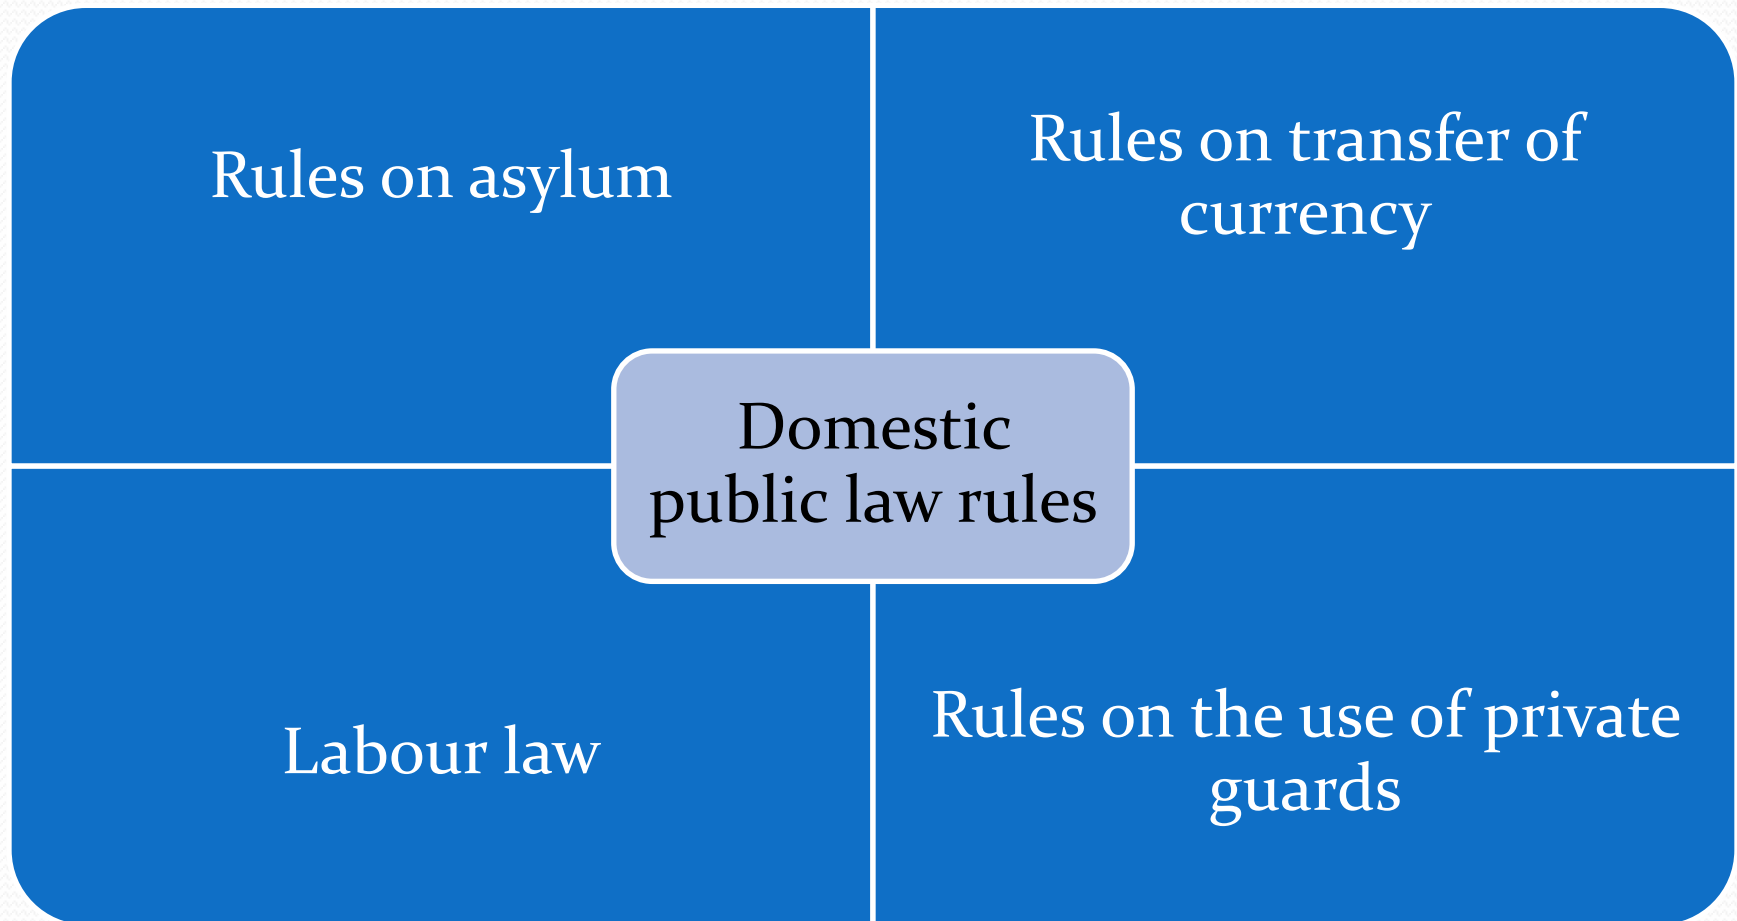 Rules on asylum
Rules on transfer of
currency
Domestic
public law rules
Labour law
Rules on the use of private
guards